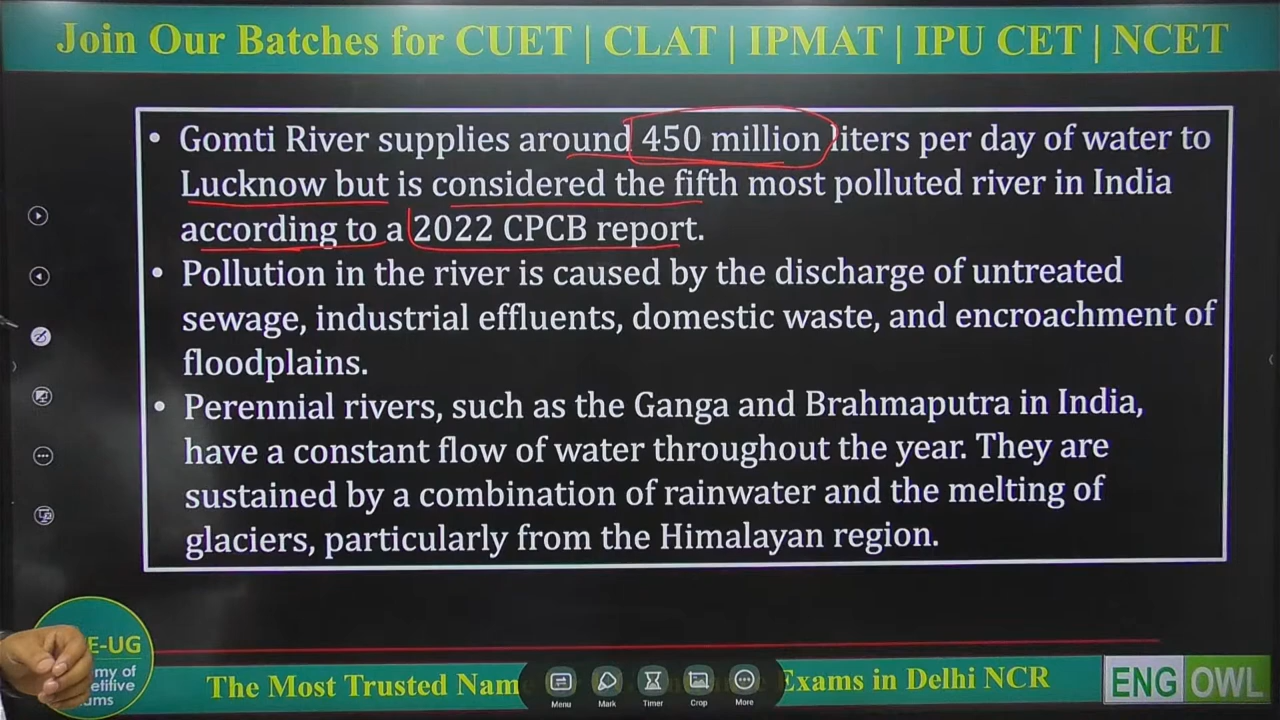 Join Our Batches for CUET | CLAT | IPMAT | IPU CET | NCET
• Gomti River supplies around 450 million liters per day of water to
Lucknow but is considered the fifth most polluted river in India
according to a 2022 CPCB report.
• Pollution in the river is caused by the discharge of untreated
sewage, industrial effluents, domestic waste, and encroachment of
floodplains.
• Perennial rivers, such as the Ganga and Brahmaputra in India,
have a constant flow of water throughout the year. They are
sustained by a combination of rainwater and the melting of
glaciers, particularly from the Himalayan region.
E-UG
The Most Trusted Exams in Delhi NCR
ENG OWL
Menu Mark Timer Crop More